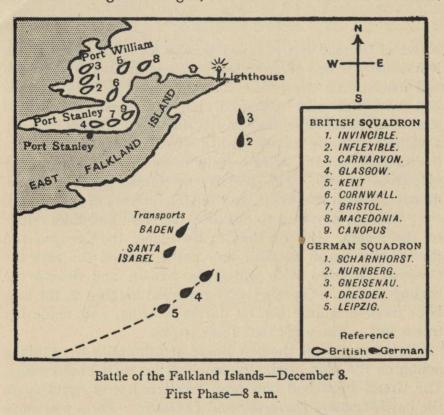 Port William
3
5
8
1
2
6
Lighthouse
Port Stanley
4
7
9
Port Stanley
EAST FALKLAND ISLAND
3
2
Transports
BADEN
SANTA
ISABEL
1
4
5
N
W E
S
BRITISH SQUADRON
1. INVINCIBLE.
2. INFLEXIBLE.
3. CARNARVON.
4. GLASGOW.
5. KENT
6. CORNWALL.
7. BRISTOL.
8. MACEDONIA.
9. CANOPUS
GERMAN SQUADRON
1. SCHARNHORST.
2. NURNBERG.
3. GNEISENAU.
4. DRESDEN.
5. LEIPZIG.
Reference
British German
Battle of the Falkland Islands—December 8.
First Phase—8 a.m.